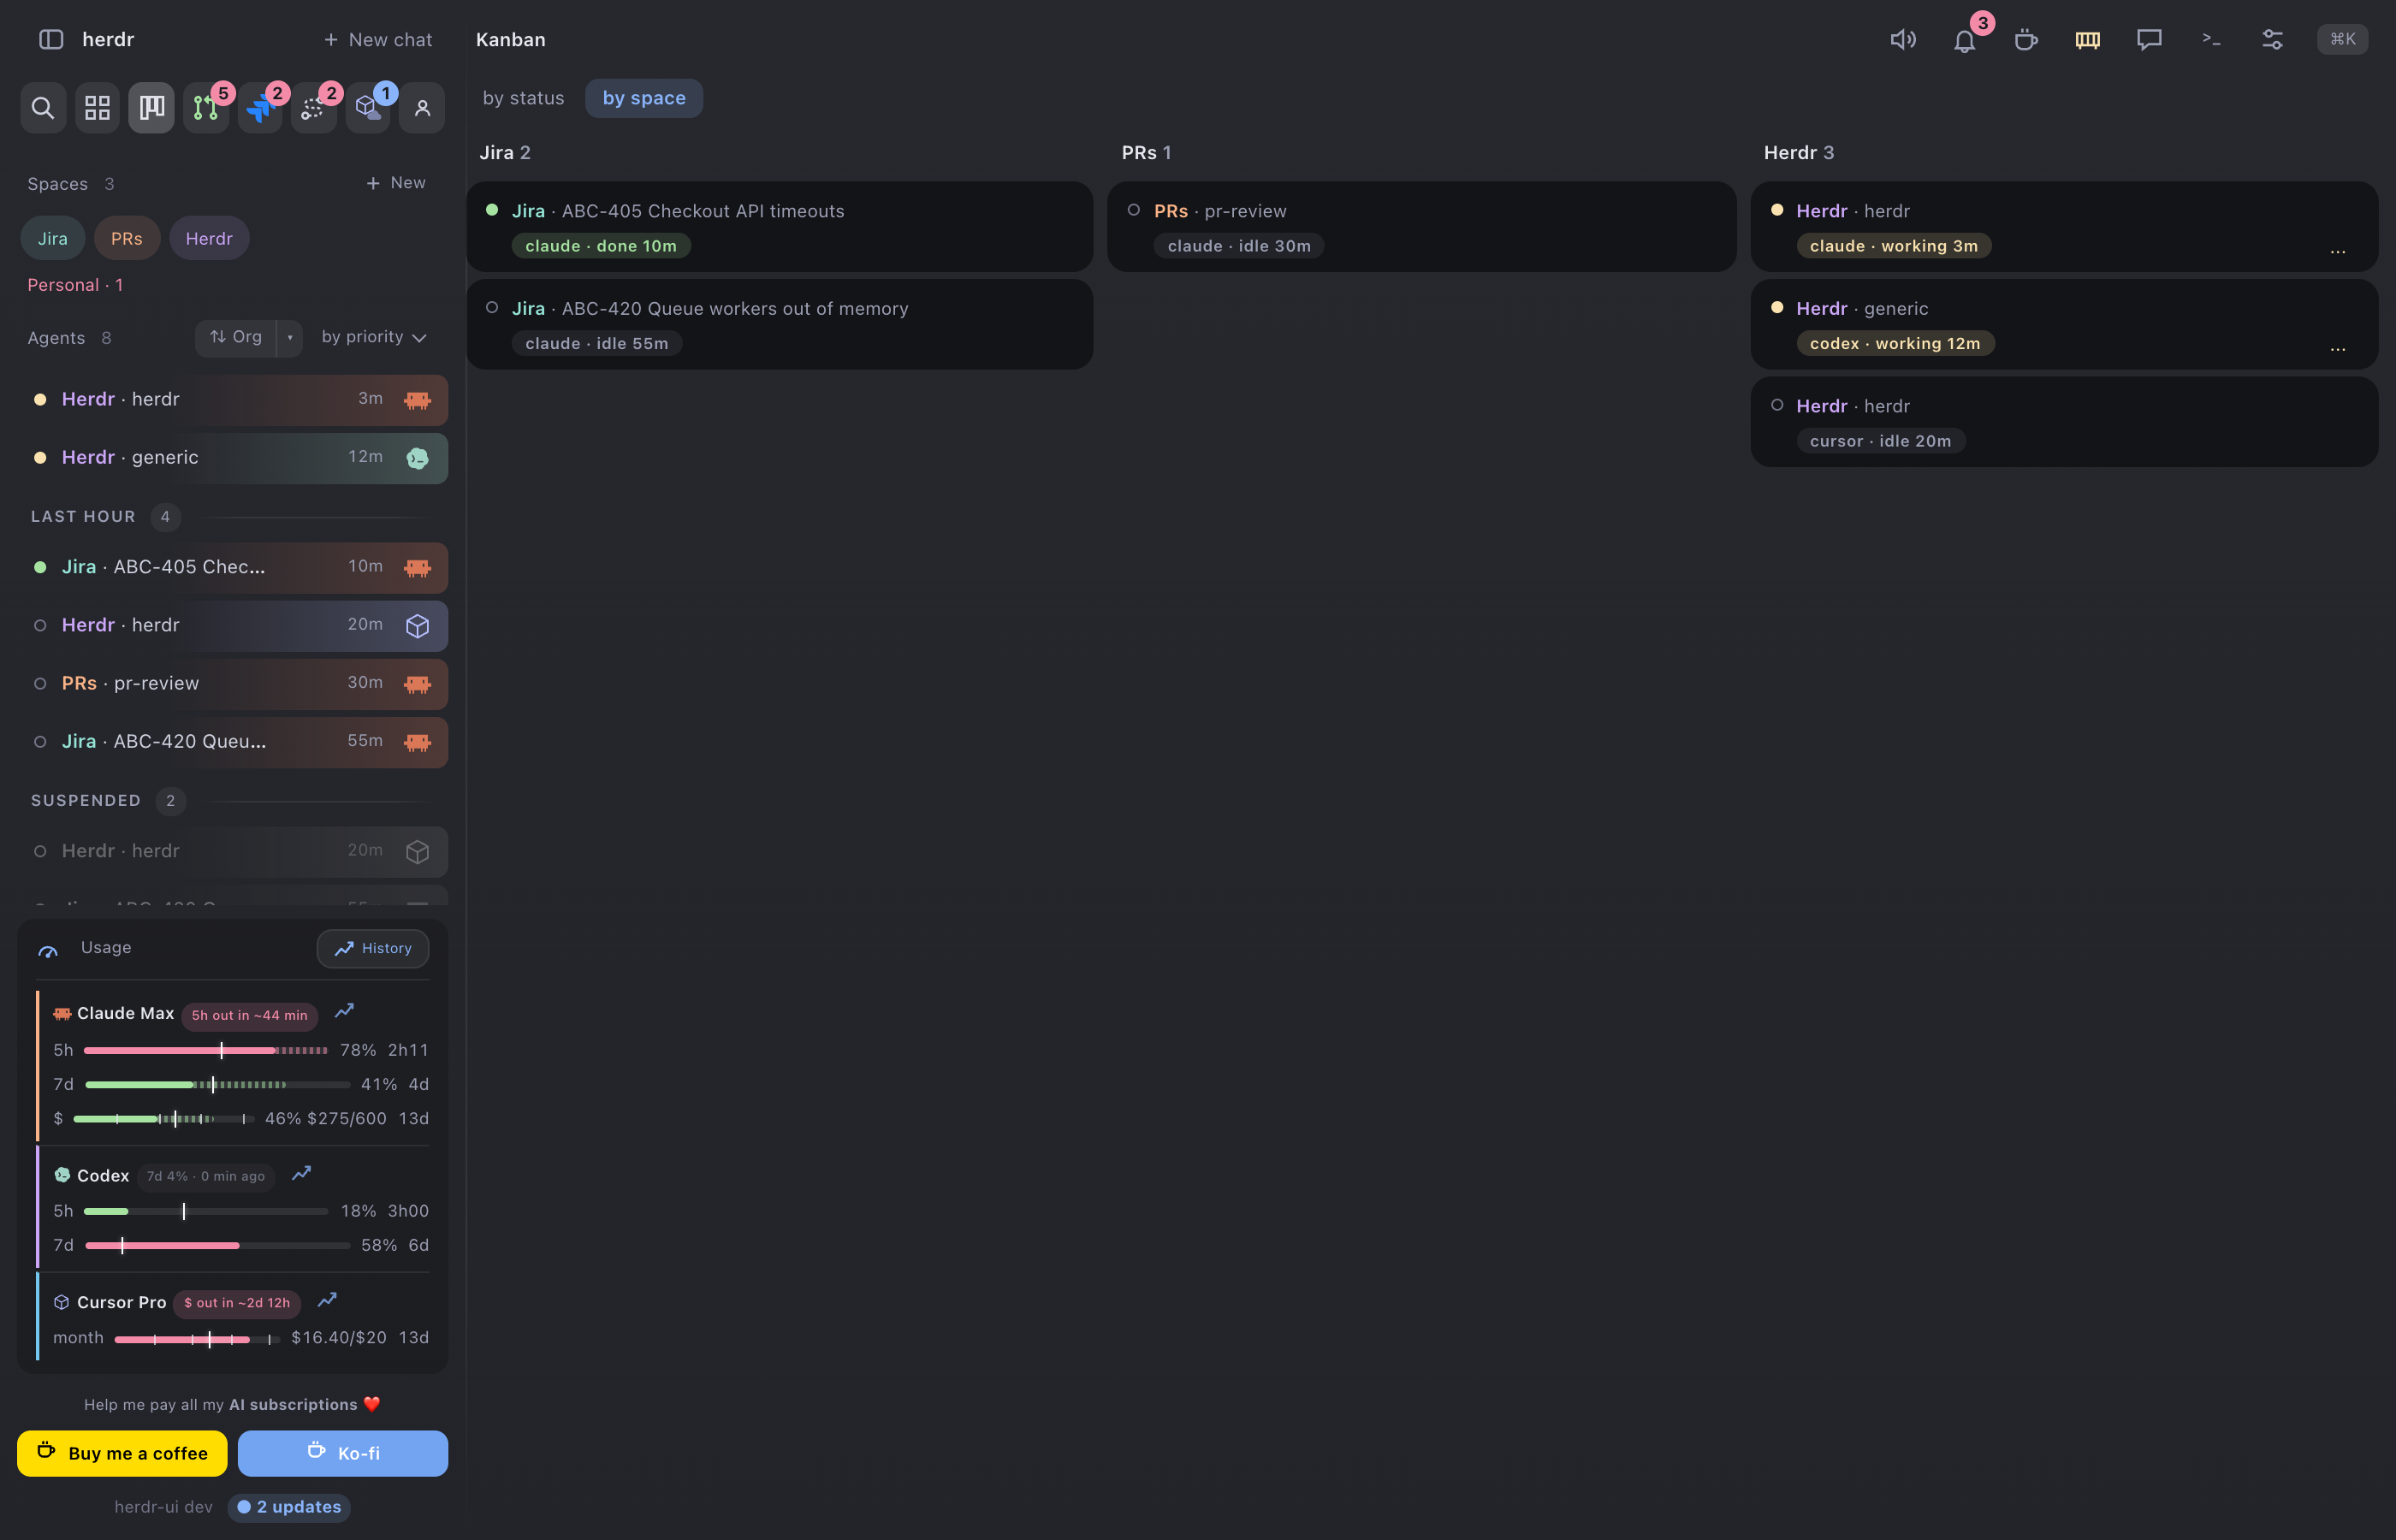 herdr
+ New chat
5
2
2
1
Spaces 3
+ New
Jira
PRs
Herdr
Personal · 1
Agents 8
Org
by priority
Herdr · herdr 3m
Herdr · generic 12m
LAST HOUR 4
Jira · ABC-405 Chec... 10m
Herdr · herdr 20m
PRs · pr-review 30m
Jira · ABC-420 Queu... 55m
SUSPENDED 2
Herdr · herdr 20m
Usage
History
Claude Max 5h out in ~44 min
5h 78% 2h11
7d 41% 4d
$ 46% $275/600 13d
Codex 7d 4% · 0 min ago
5h 18% 3h00
7d 58% 6d
Cursor Pro $ out in ~2d 12h
month $16.40/$20 13d
Help me pay all my AI subscriptions ❤️
Buy me a coffee
Ko-fi
herdr-ui dev
2 updates
Kanban
3
⌘K
by status
by space
Jira 2
Jira · ABC-405 Checkout API timeouts
claude · done 10m
Jira · ABC-420 Queue workers out of memory
claude · idle 55m
PRs 1
PRs · pr-review
claude · idle 30m
Herdr 3
Herdr · herdr
claude · working 3m
...
Herdr · generic
codex · working 12m
...
Herdr · herdr
cursor · idle 20m